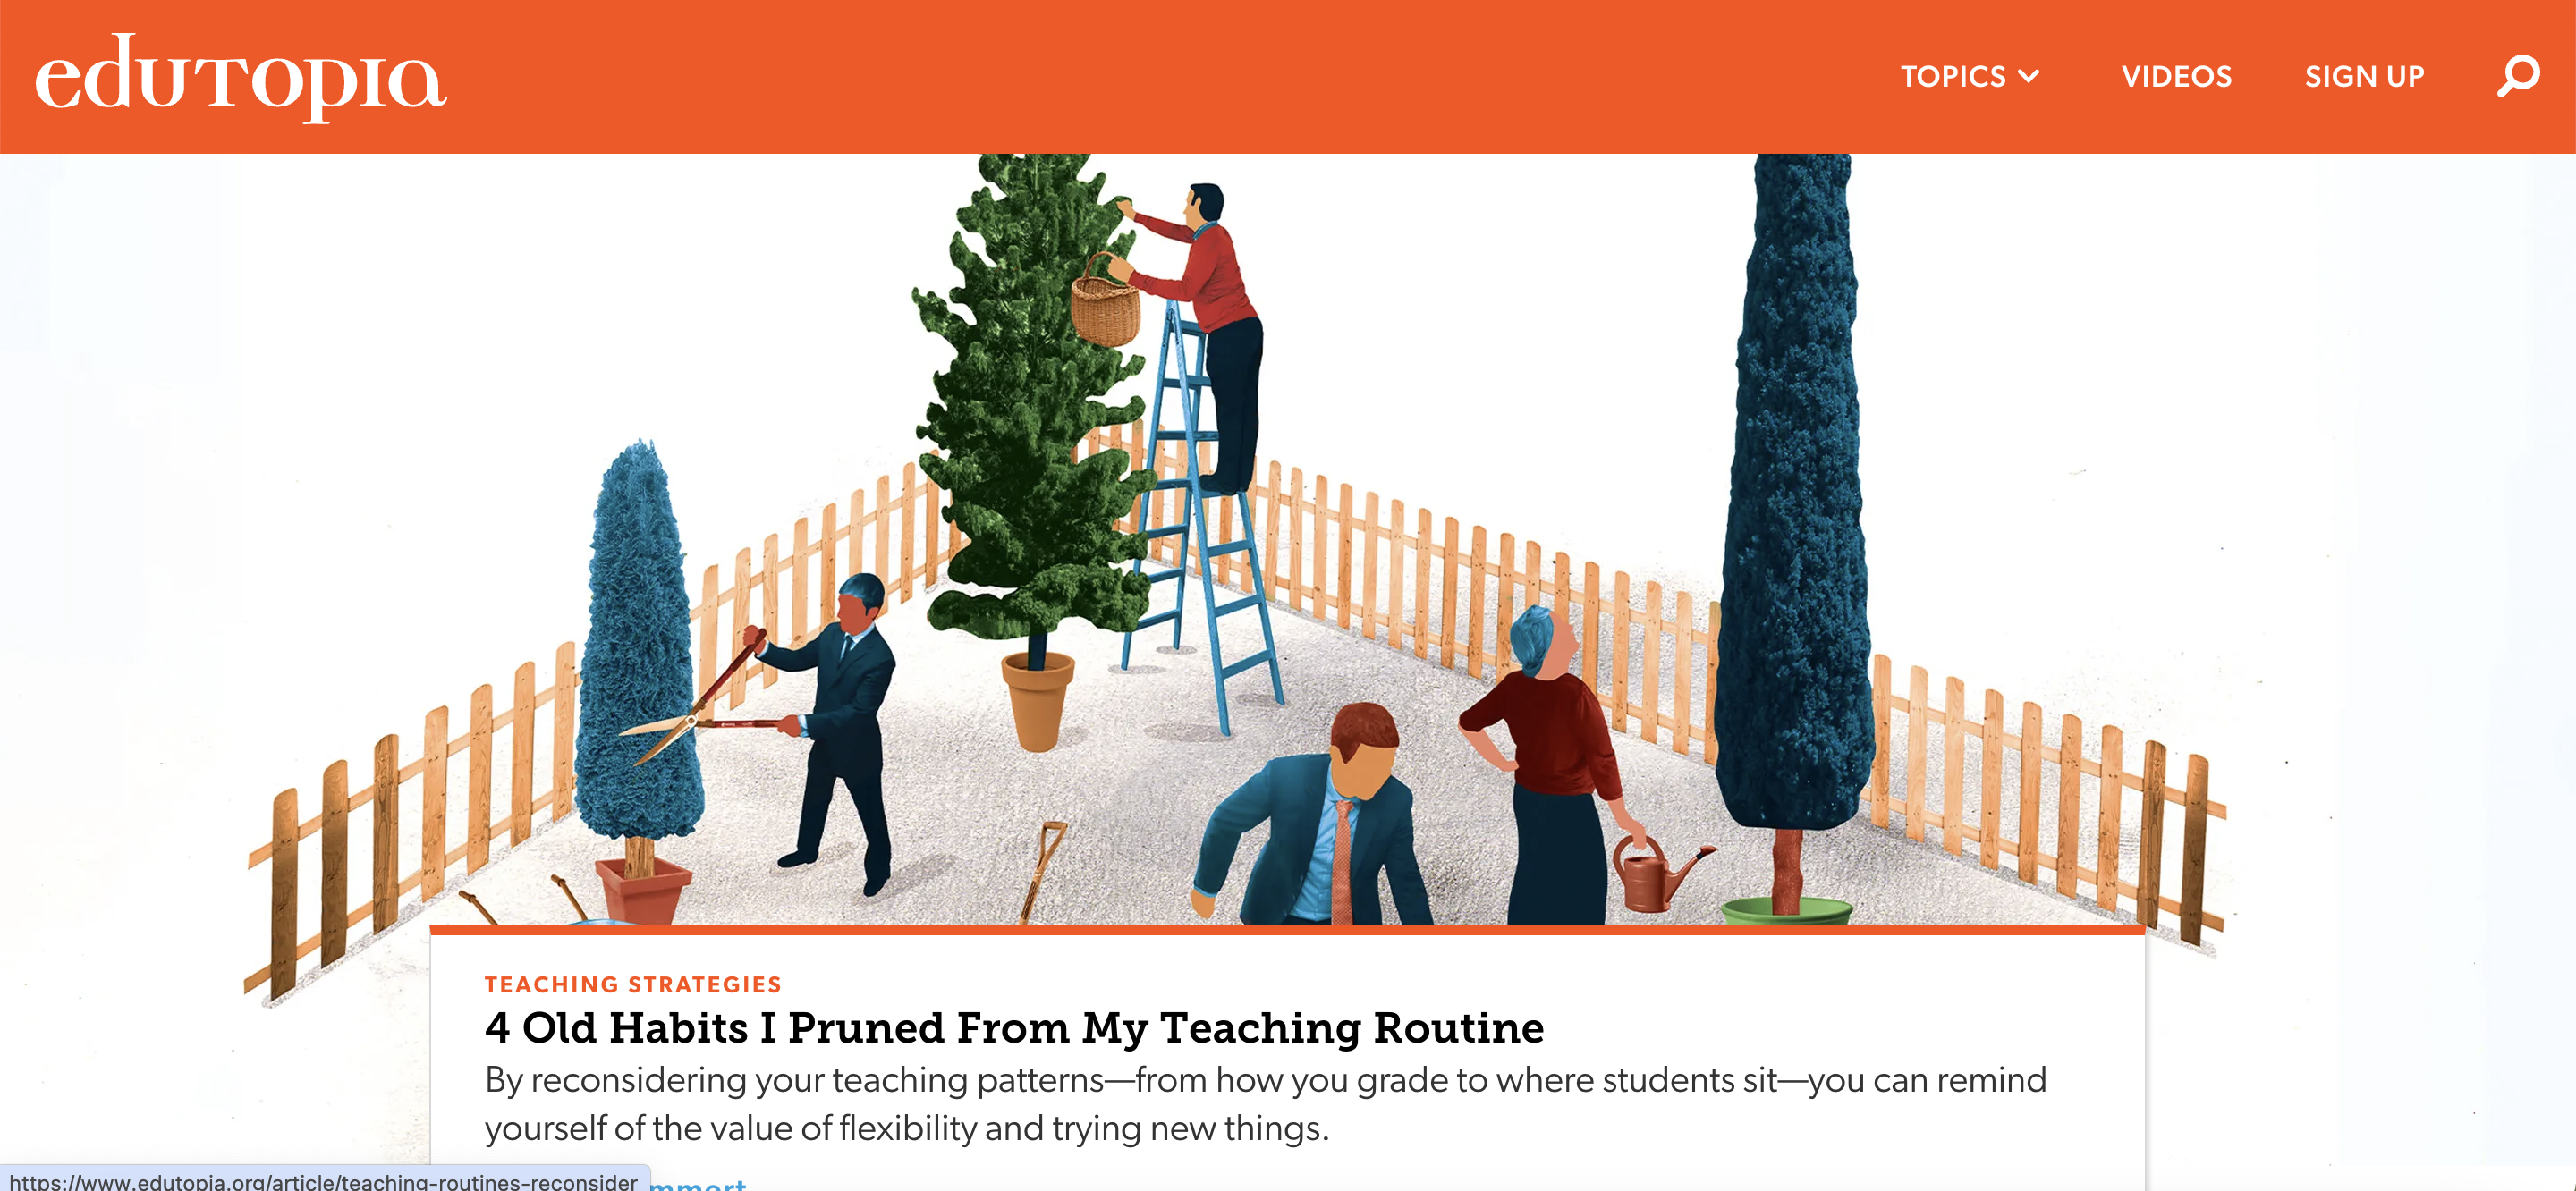 edutopia
TOPICS
VIDEOS
SIGN UP
TEACHING STRATEGIES
4 Old Habits I Pruned From My Teaching Routine
By reconsidering your teaching patterns—from how you grade to where students sit—you can remind
yourself of the value of flexibility and trying new things.
https://www.edutopia.org/article/teaching-routines-reconsider